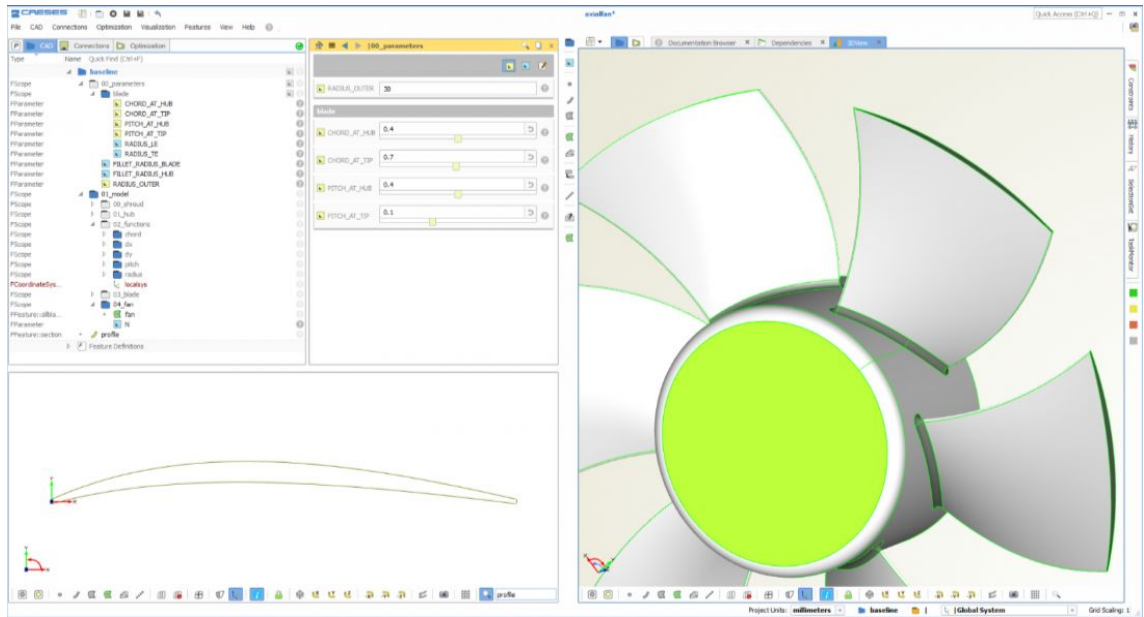 CAESES
axialfan*
Quick Access (Ctrl+Q)
File CAD Connections Optimization Visualization Features View Help
CAD Connections Optimization
|00_parameters
Documentation Browser
Dependencies
3DView
Type Name Quick Find (Ctrl+F)
baseline
FScope 00_parameters
FScope blade
FParameter CHORD_AT_HUB
FParameter CHORD_AT_TIP
FParameter PITCH_AT_HUB
FParameter PITCH_AT_TIP
FParameter RADIUS_LE
FParameter RADIUS_TE
FParameter FILLET_RADIUS_BLADE
FParameter FILLET_RADIUS_HUB
FParameter RADIUS_OUTER
FScope 01_model
FScope 00_shroud
FScope 01_hub
FScope 02_functions
FScope chord
FScope dx
FScope dy
FScope pitch
FScope radius
FCoordinateSys... localsys
FScope 03_blade
FScope 04_fan
fan
FParameter N
FFeature::section profile
Feature Definitions
RADIUS_OUTER 30
blade
CHORD_AT_HUB 0.4
CHORD_AT_TIP 0.7
PITCH_AT_HUB 0.4
PITCH_AT_TIP 0.1
Constraints
History
SelectionSet
TaskMonitor
profile
Project Units: millimeters
baseline
|Global System
Grid Scaling: 1